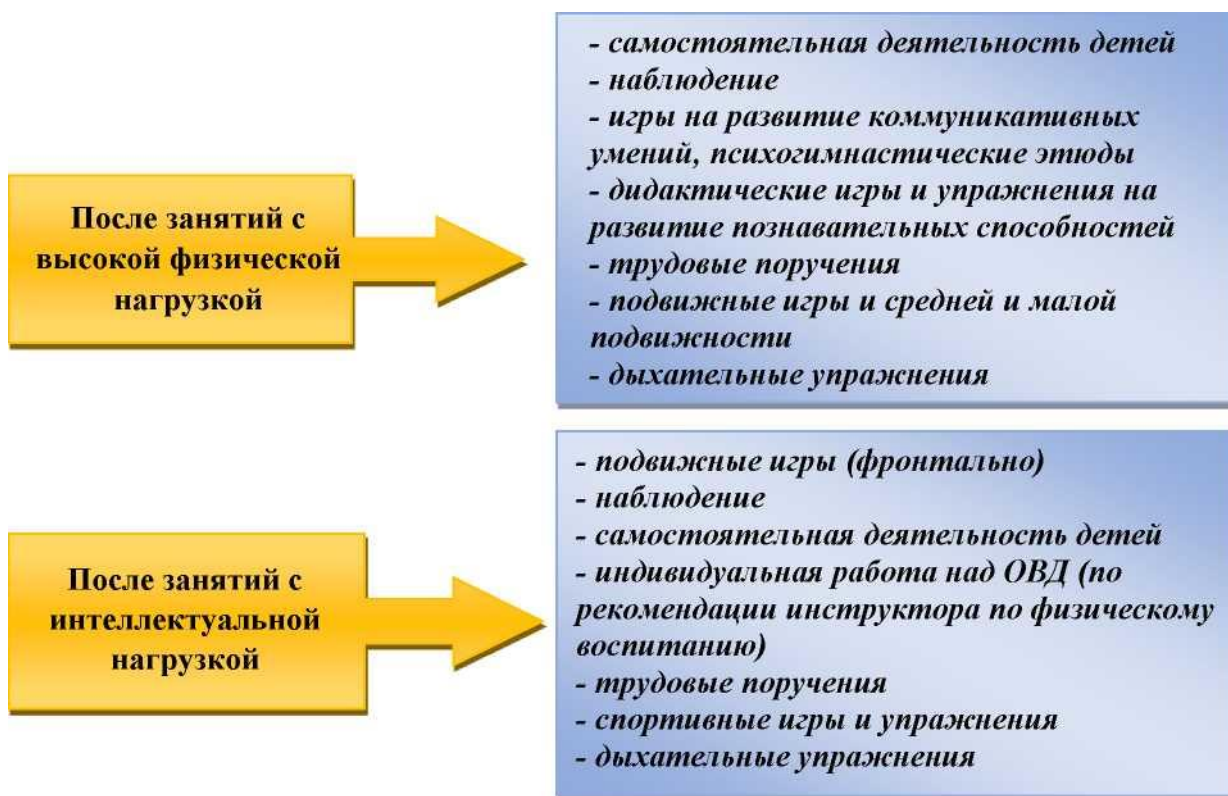 После занятий с
высокой физической
нагрузкой
- самостоятельная деятельность детей
- наблюдение
- игры на развитие коммуникативных
умений, психогимнастические этюды
- дидактические игры и упражнения на
развитие познавательных способностей
- трудовые поручения
- подвижные игры и средней и малой
подвижности
- дыхательные упражнения
После занятий с
интеллектуальной
нагрузкой
- подвижные игры (фронтально)
- наблюдение
- самостоятельная деятельность детей
- индивидуальная работа над ОВД (по
рекомендации инструктора по физическому
воспитанию)
- трудовые поручения
- спортивные игры и упражнения
- дыхательные упражнения